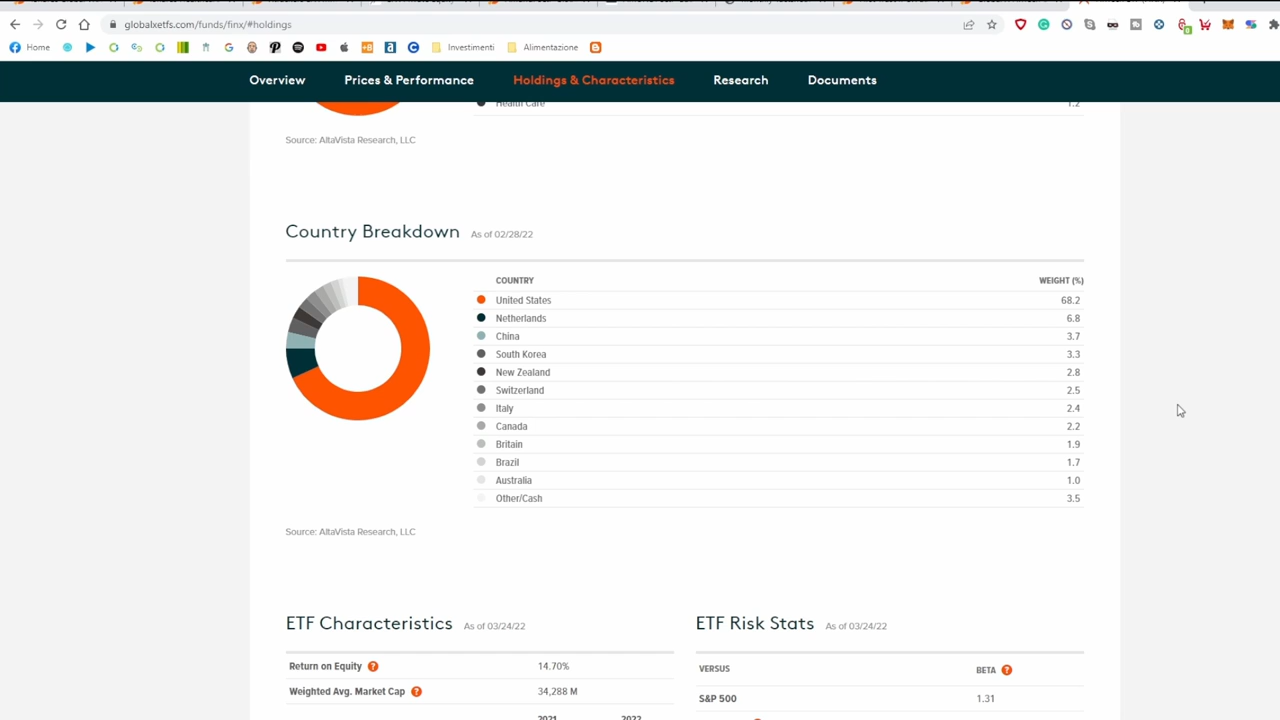 globalxetfs.com/funds/finx/#holdings
Home
Investimenti
Alimentazione
Overview
Prices & Performance
Holdings & Characteristics
Research
Documents
Health Care 1.2
Source: AltaVista Research, LLC
Country Breakdown As of 02/28/22
COUNTRY WEIGHT (%)
United States 68.2
Netherlands 6.8
China 3.7
South Korea 3.3
New Zealand 2.8
Switzerland 2.5
Italy 2.4
Canada 2.2
Britain 1.9
Brazil 1.7
Australia 1.0
Other/Cash 3.5
Source: AltaVista Research, LLC
ETF Characteristics As of 03/24/22
Return on Equity ? 14.70%
Weighted Avg. Market Cap ? 34,288 M
2021 2022
ETF Risk Stats As of 03/24/22
VERSUS BETA ?
S&P 500 1.31